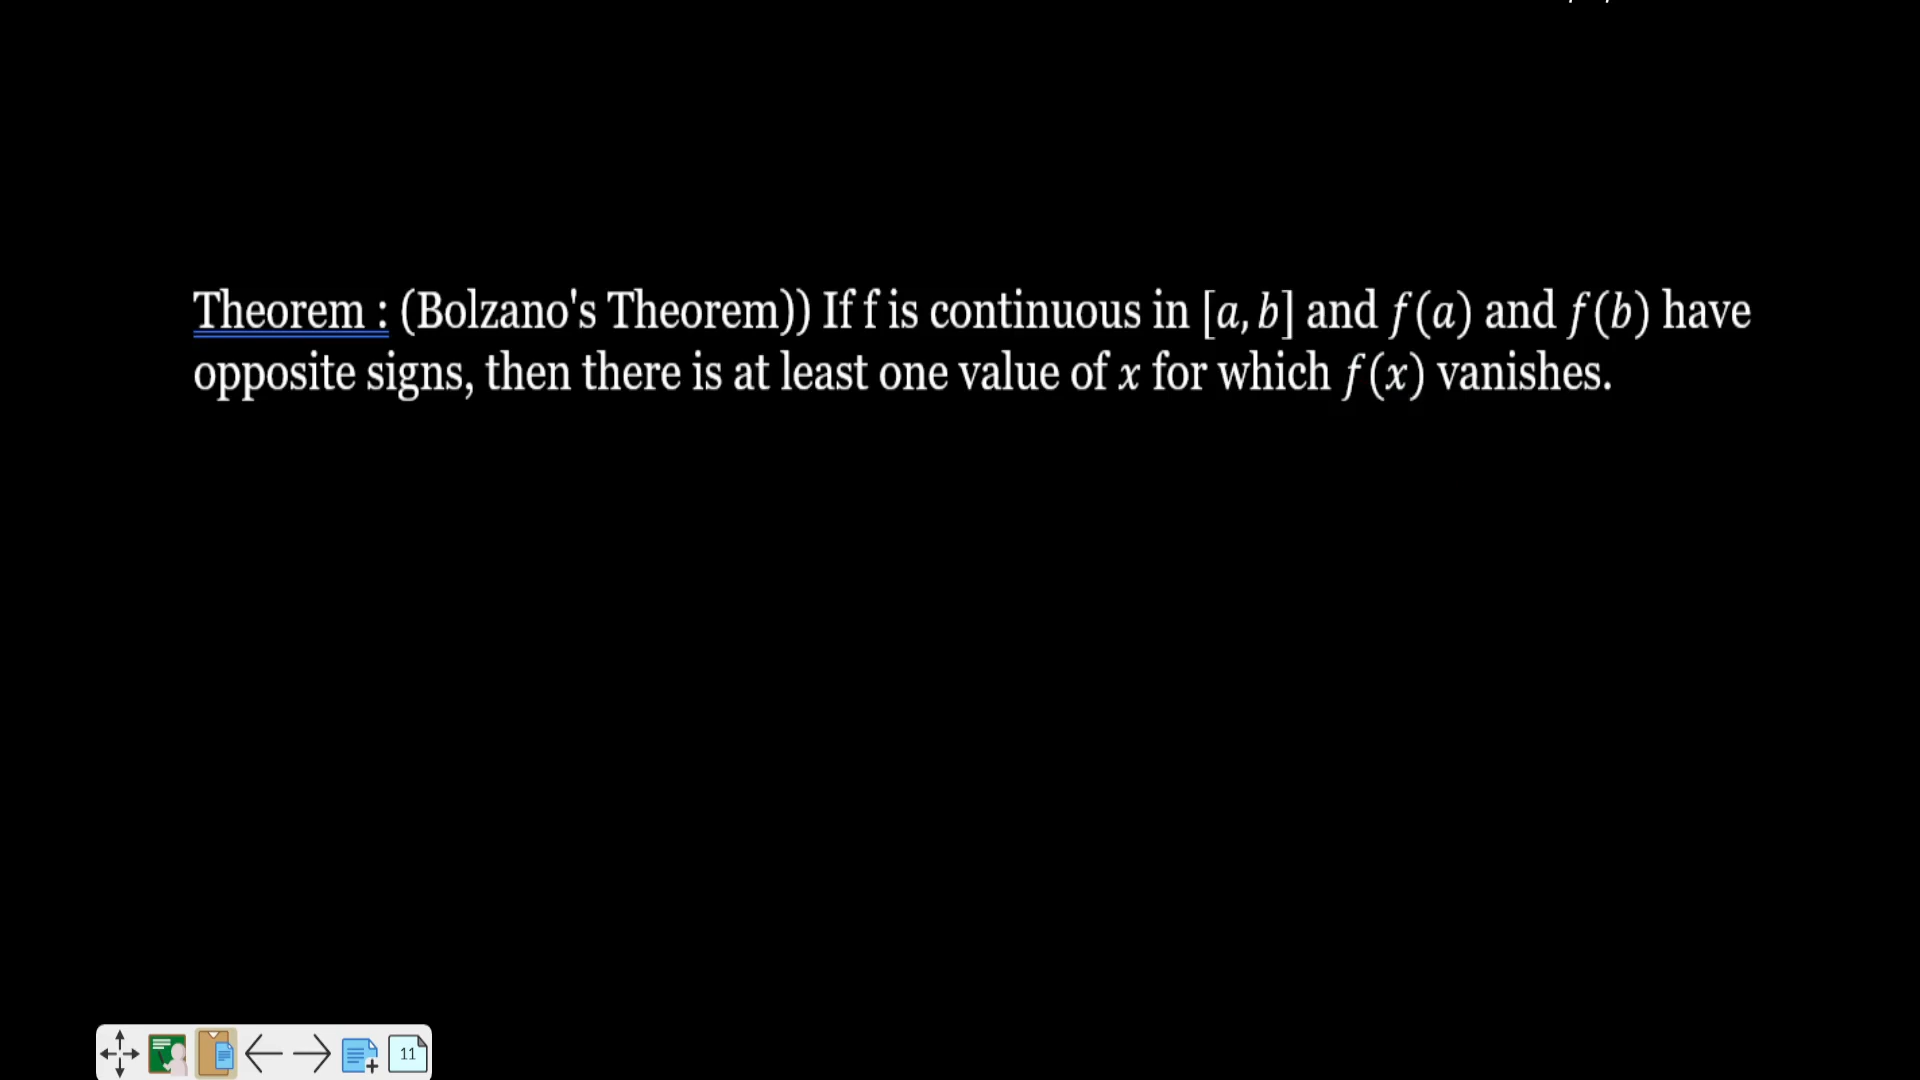 Theorem : (Bolzano's Theorem)) If f is continuous in [a, b] and f(a) and f(b) have
opposite signs, then there is at least one value of x for which f(x) vanishes.
11